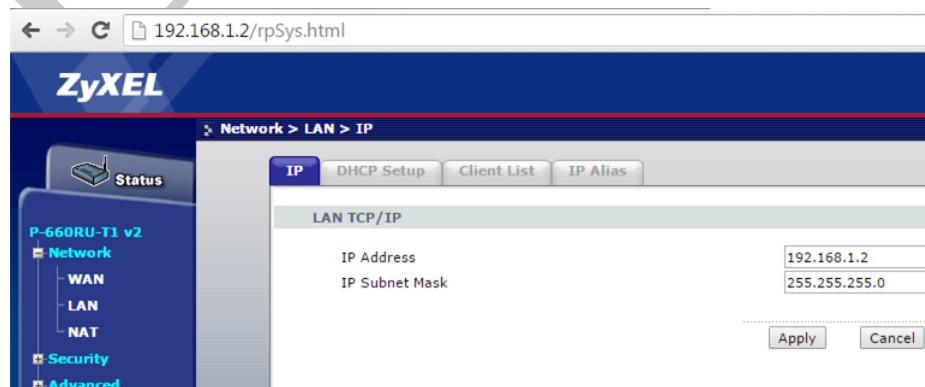 192.168.1.2/rpSys.html
ZyXEL
Network > LAN > IP
Status
IP DHCP Setup Client List IP Alias
LAN TCP/IP
P-660RU-T1 v2
Network
WAN
LAN
NAT
Security
Advanced
IP Address 192.168.1.2
IP Subnet Mask 255.255.255.0
Apply Cancel